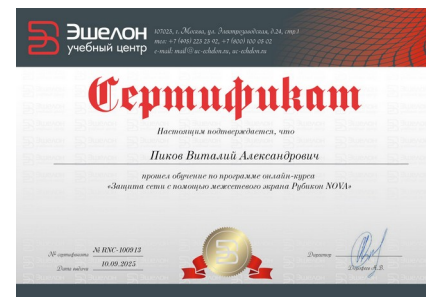 Эшелон
учебный центр
107023, г. Москва, ул. Электрозаводская, д.24, стр.1
тел.: +7 (495) 223 23 92, +7 (800) 100 05 02
e-mail: mail@uc-echelon.ru, uc-echelon.ru
Сертификат
Настоящим подтверждается, что
Пиков Виталий Александрович
прошел обучение по программе онлайн-курса
«Защита сети с помощью межсетевого экрана Рубикон NOVA»
№ сертификата № RNC-100913
Дата выдачи 10.09.2025
Директор
А.В.